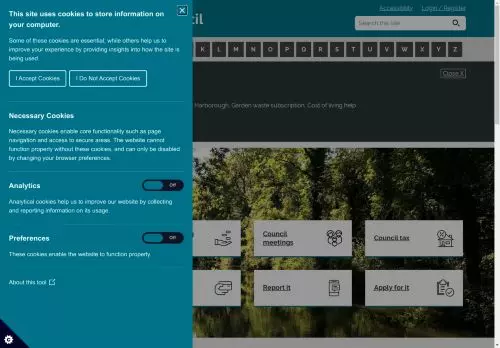 This site uses cookies to store information on
your computer.
Some of these cookies are essential, while others help us to
improve your experience by providing insights into how the site is
being used.
I Accept Cookies
I Do Not Accept Cookies
Necessary Cookies
Necessary cookies enable core functionality such as page
navigation and access to secure areas. The website cannot
function properly without these cookies, and can only be disabled
by changing your browser preferences.
Analytics
Off
Analytical cookies help us to improve our website by collecting
and reporting information on its usage.
Preferences
Off
These cookies enable the website to function properly.
About this tool
Accessibility
Login / Register
cil
Search this site
K L M N O P Q R S T U V W X Y Z
Close X
Harborough, Garden waste subscription, Cost of living help
Council
meetings
Council tax
Report it
Apply for it